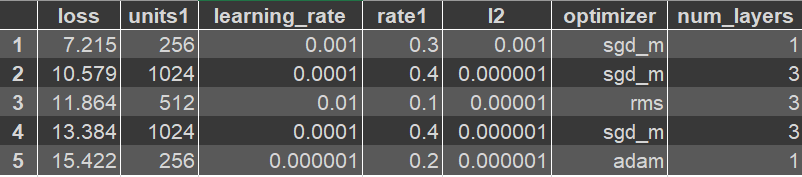 loss units1 learning_rate rate1 l2 optimizer num_layers
1 7.215 256 0.001 0.3 0.001 sgd_m 1
2 10.579 1024 0.0001 0.4 0.000001 sgd_m 3
3 11.864 512 0.01 0.1 0.00001 rms 3
4 13.384 1024 0.0001 0.4 0.000001 sgd_m 3
5 15.422 256 0.000001 0.2 0.000001 adam 1